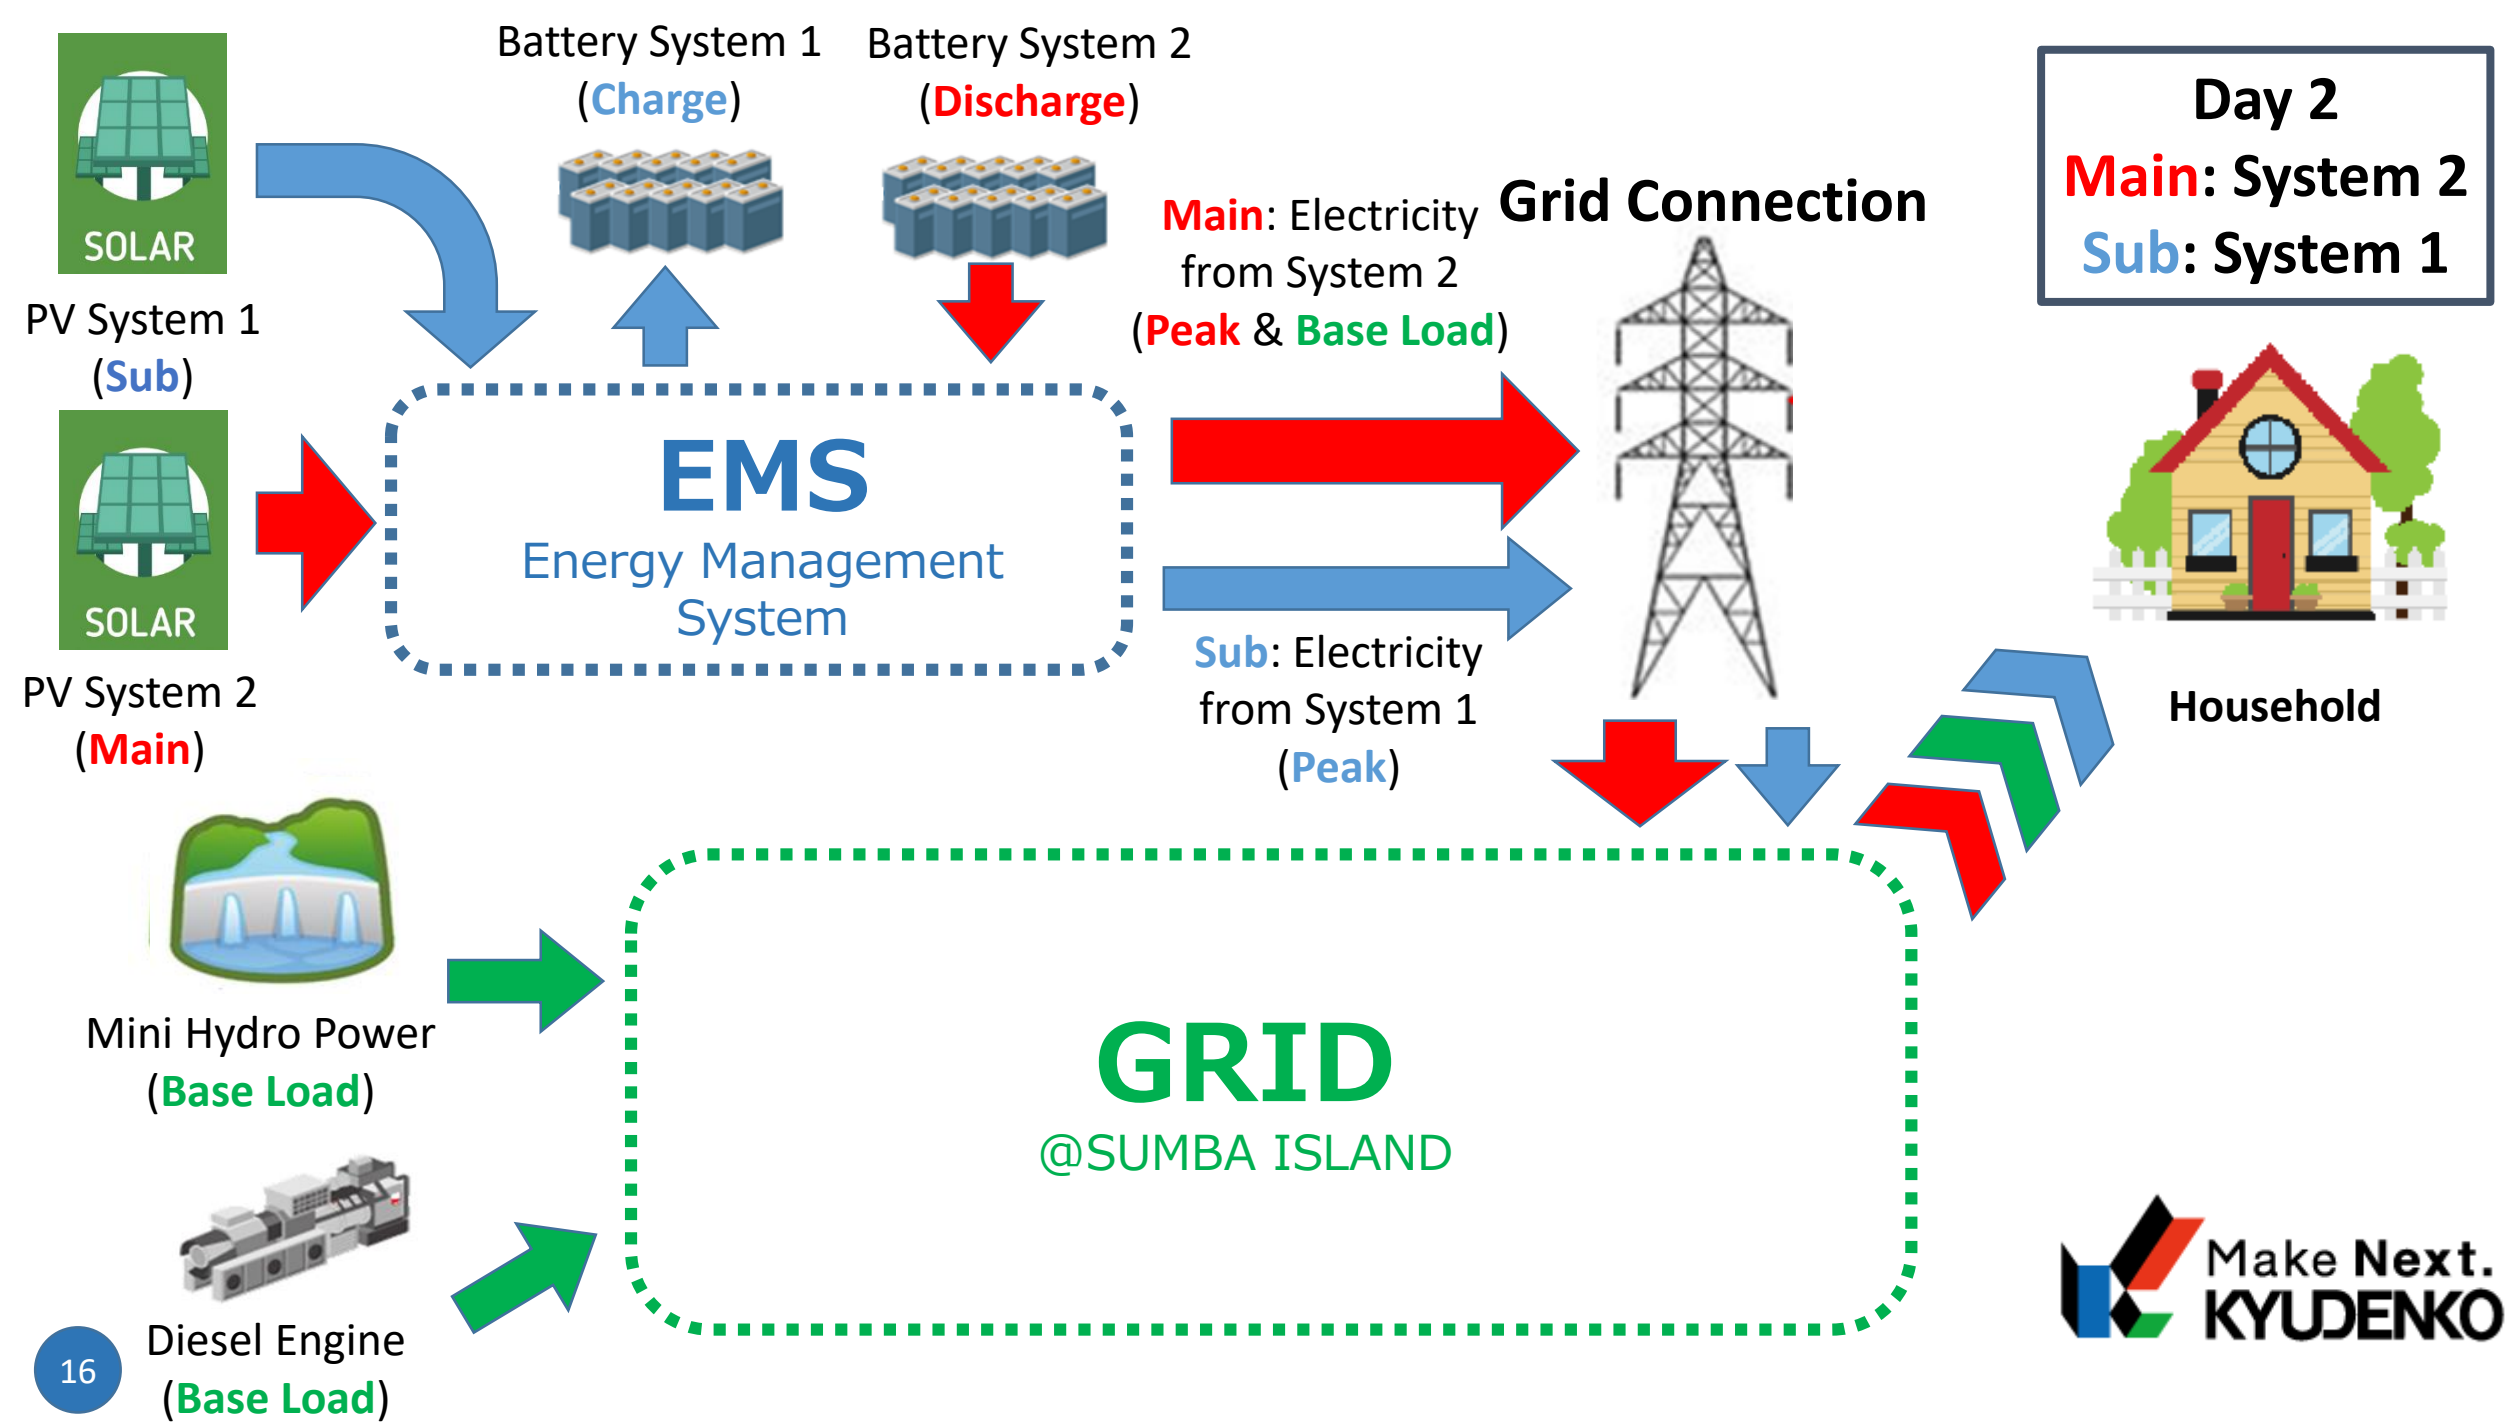 Battery System 1
(Charge)
Battery System 2
(Discharge)
Day 2
Main: System 2
Sub: System 1
SOLAR
PV System 1
(Sub)
Main: Electricity
from System 2
(Peak & Base Load)
Grid Connection
SOLAR
PV System 2
(Main)
EMS
Energy Management
System
Sub: Electricity
from System 1
(Peak)
Household
Mini Hydro Power
(Base Load)
GRID
@SUMBA ISLAND
Diesel Engine
(Base Load)
16
Make Next.
KYUDENKO